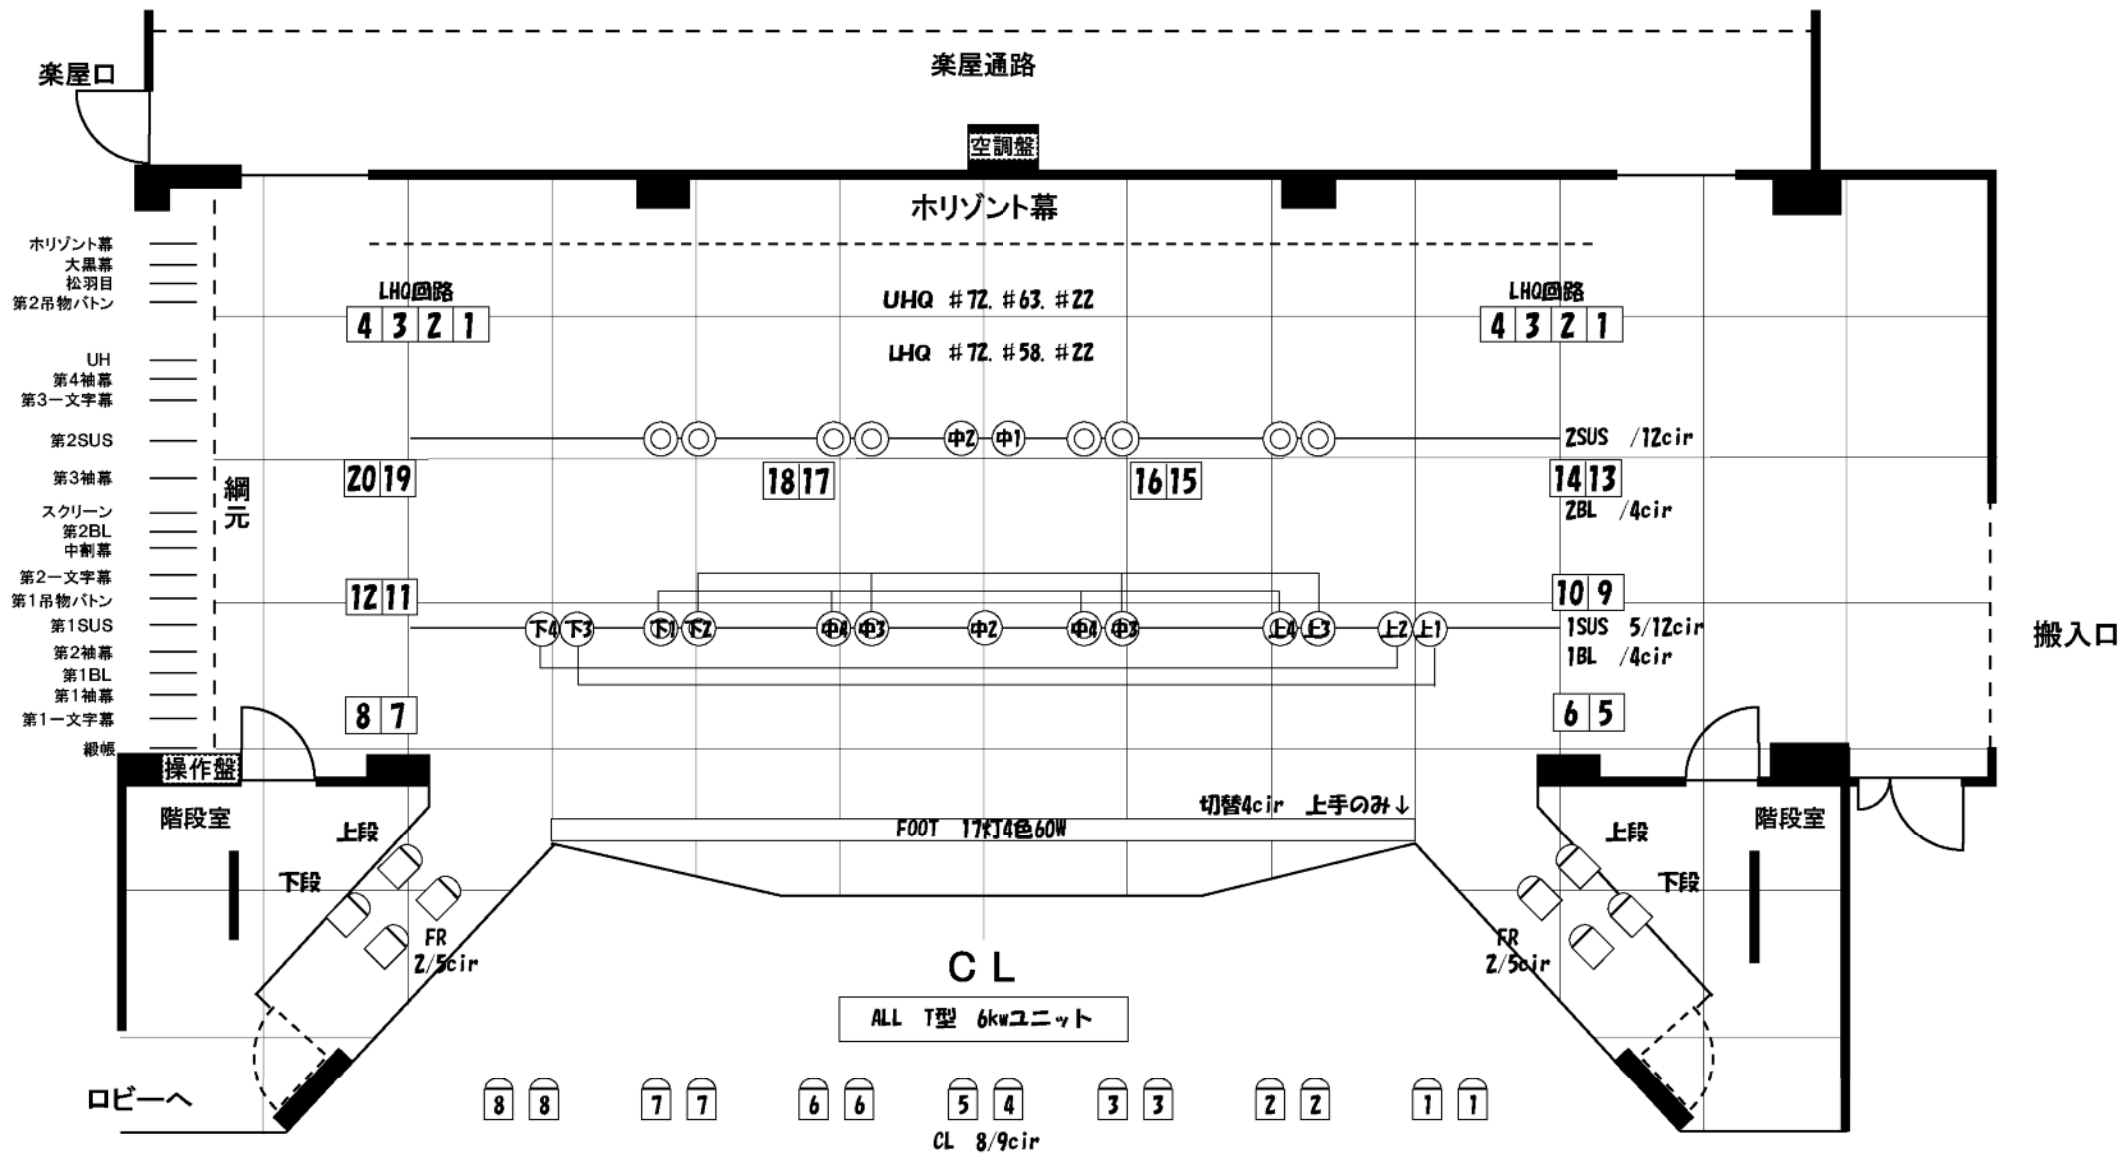 楽屋口
楽屋通路
空調盤
ホリゾント幕
ホリゾント幕
大黒幕
松羽目
第2吊物バトン
LHQ回路
4 3 2 1
UHQ #72. #63. #22
LHQ回路
4 3 2 1
LHQ #72. #58. #22
UH
第4袖幕
第3一文字幕
第2SUS
中2 中1
2SUS /12cir
第3袖幕
綱元
20 19
18 17
16 15
14 13
スクリーン
2BL /4cir
第2BL
中割幕
第2一文字幕
第1吊物バトン
12 11
10 9
第1SUS
下4 下3 下1 下2 中4 中3 中2 中4 中3 上4 上3 上2 上1
1SUS 5/12cir
搬入口
第2袖幕
1BL /4cir
第1BL
第1袖幕
第1一文字幕
8 7
6 5
緞帳
操作盤
階段室
上段
切替4cir 上手のみ↓
FOOT 17灯4色60W
上段
階段室
下段
下段
FR
2/5cir
FR
2/5cir
CL
ALL T型 6kwユニット
ロビーへ
8 8 7 7 6 6 5 4 3 3 2 2 1 1
CL 8/9cir